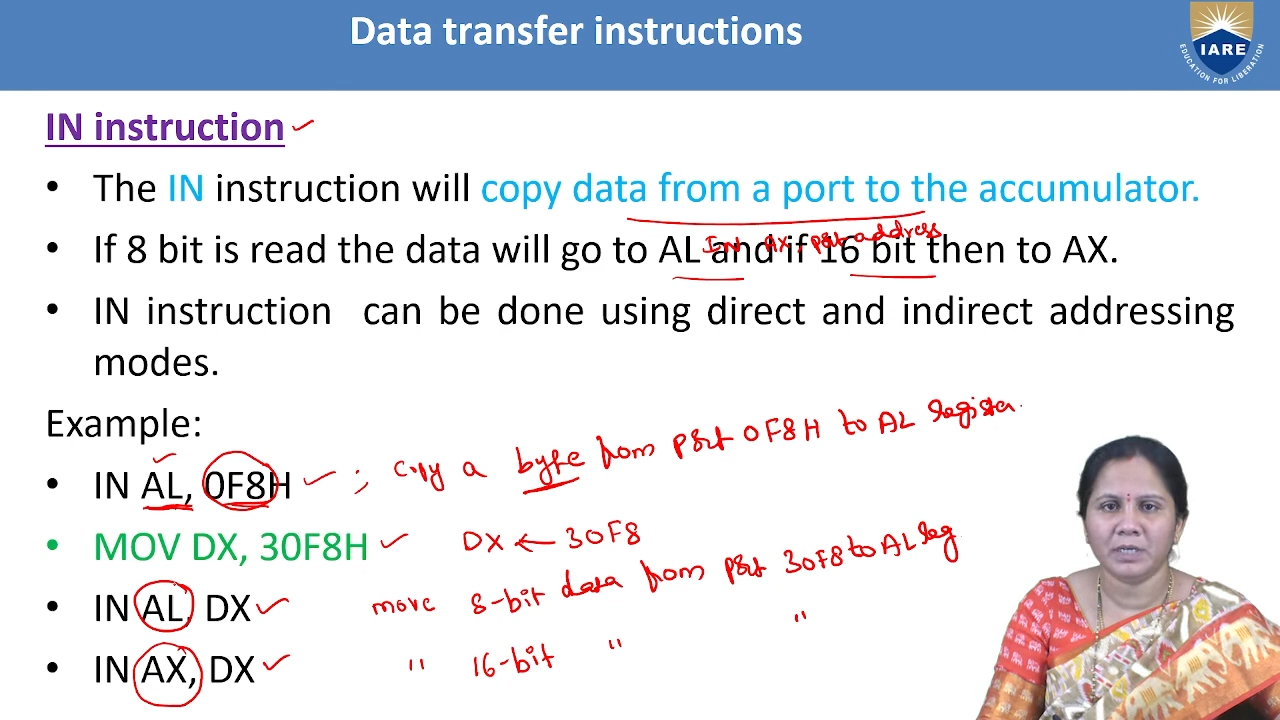 Data transfer instructions
IARE
EDUCATION FOR LIBERATION
IN instruction
• The IN instruction will copy data from a port to the accumulator.
IN AX, port address
• If 8 bit is read the data will go to AL and if 16 bit then to AX.
• IN instruction can be done using direct and indirect addressing
modes.
Example:
• IN AL, 0F8H ; copy a byte from port 0F8H to AL register.
• MOV DX, 30F8H DX ← 30F8
• IN AL, DX move 8-bit data from port 30F8 to AL reg.
• IN AX, DX " 16-bit " "